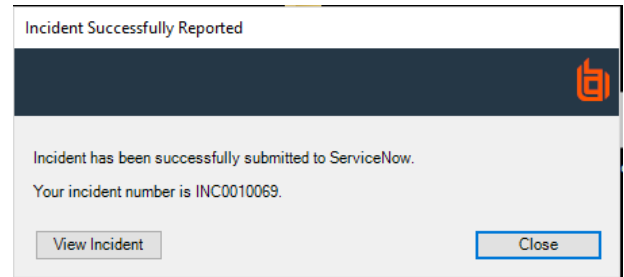 Incident Successfully Reported
Incident has been successfully submitted to ServiceNow.
Your incident number is INC0010069.
View Incident
Close